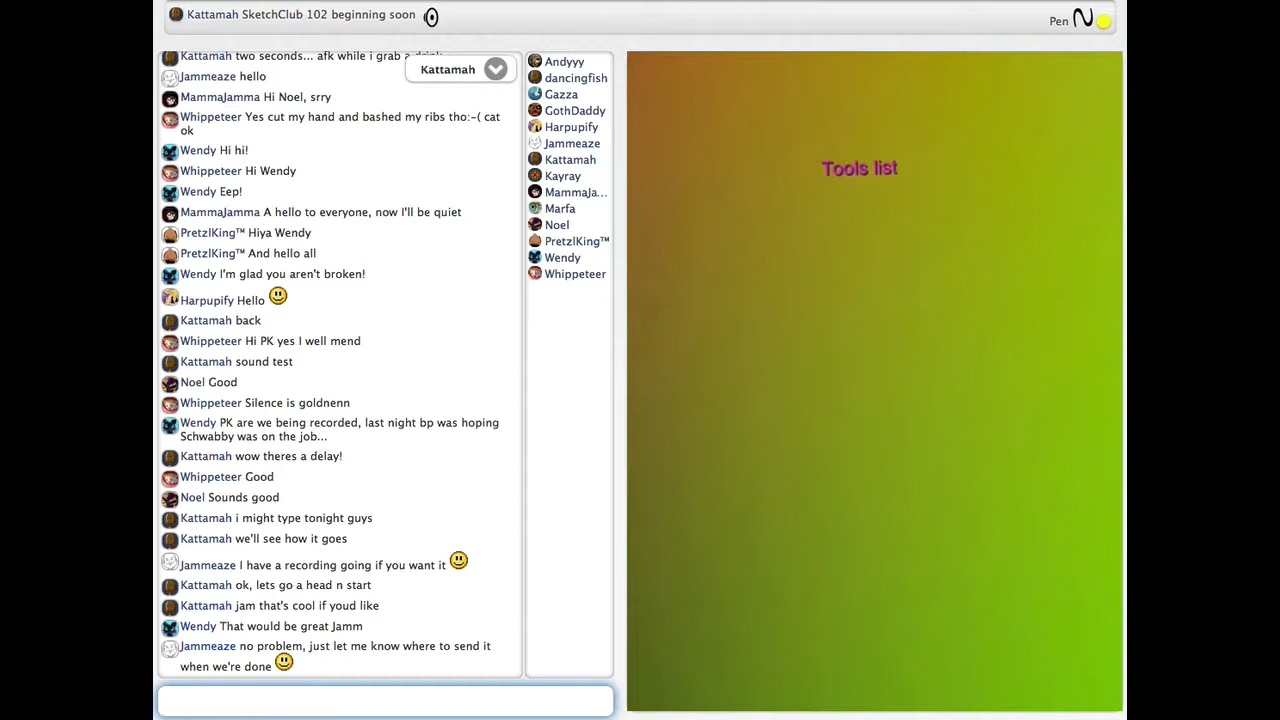 Kattamah SketchClub 102 beginning soon
Pen
Kattamah two seconds... afk while i grab a drink
Kattamah
Jammeaze hello
MammaJamma Hi Noel, srry
Whippeteer Yes cut my hand and bashed my ribs tho:-( cat
ok
Wendy Hi hi!
Whippeteer Hi Wendy
Wendy Eep!
MammaJamma A hello to everyone, now I'll be quiet
PretzlKing™ Hiya Wendy
PretzlKing™ And hello all
Wendy I'm glad you aren't broken!
Harpupify Hello
Kattamah back
Whippeteer Hi PK yes I well mend
Kattamah sound test
Noel Good
Whippeteer Silence is goldnenn
Wendy PK are we being recorded, last night bp was hoping
Schwabby was on the job...
Kattamah wow theres a delay!
Whippeteer Good
Noel Sounds good
Kattamah i might type tonight guys
Kattamah we'll see how it goes
Jammeaze I have a recording going if you want it
Kattamah ok, lets go a head n start
Kattamah jam that's cool if youd like
Wendy That would be great Jamm
Jammeaze no problem, just let me know where to send it
when we're done
Andyyy
dancingfish
Gazza
GothDaddy
Harpupify
Jammeaze
Kattamah
Kayray
MammaJa...
Marfa
Noel
PretzlKing™
Wendy
Whippeteer
Tools list